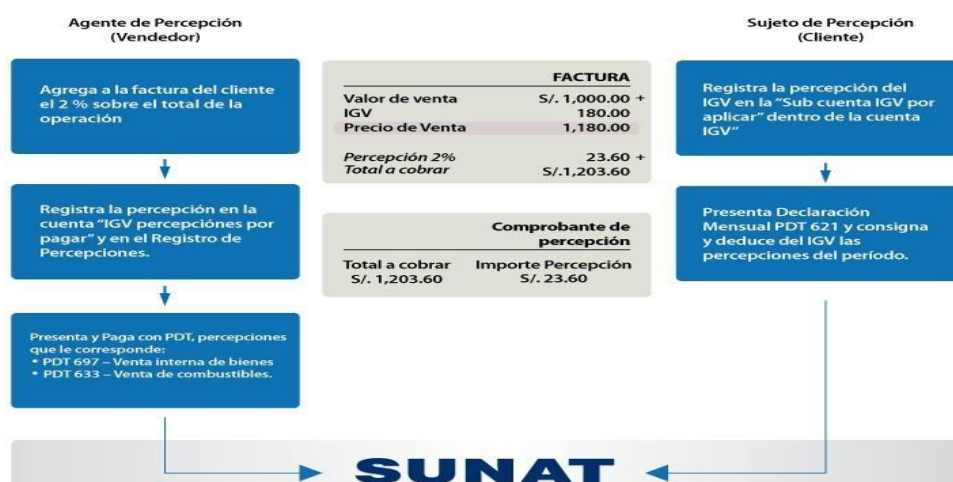 Agente de Percepción
(Vendedor)
Agrega a la factura del cliente
el 2 % sobre el total de la
operación
Registra la percepción en la
cuenta “IGV percepciónes por
pagar” y en el Registro de
Percepciones.
Presenta y Paga con PDT, percepciones
que le corresponde:
• PDT 697 – Venta interna de bienes
• PDT 633 – Venta de combustibles.
FACTURA
Valor de venta S/. 1,000.00 +
IGV 180.00
Precio de Venta 1,180.00
Percepción 2% 23.60 +
Total a cobrar S/.1,203.60
Comprobante de
percepción
Total a cobrar Importe Percepción
S/. 1,203.60 S/. 23.60
Sujeto de Percepción
(Cliente)
Registra la percepción del
IGV en la “Sub cuenta IGV por
aplicar” dentro de la cuenta
IGV”
Presenta Declaración
Mensual PDT 621 y consigna
y deduce del IGV las
percepciones del período.
SUNAT